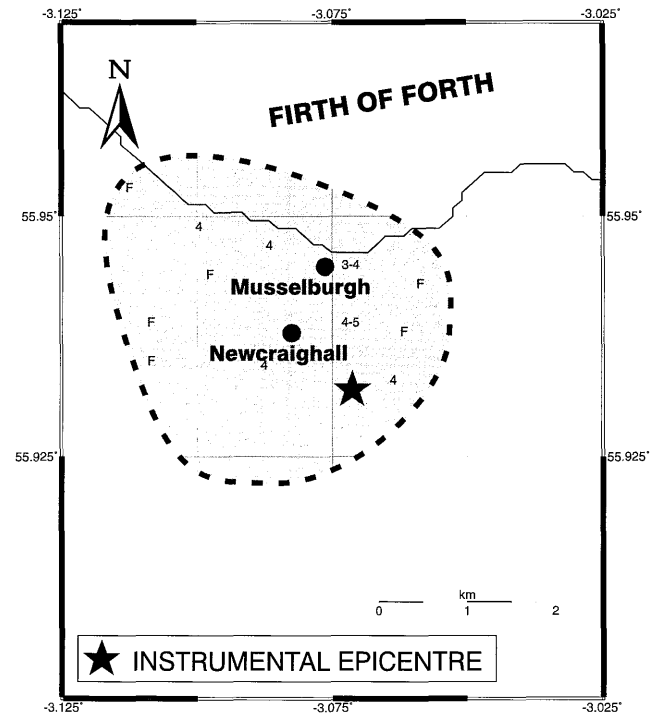 -3.125° -3.075° -3.025°
N
FIRTH OF FORTH
F
55.95° 55.95°
4
4
3-4
F
F
Musselburgh
F
4-5
F
Newcraighall
F
4
4
55.925° 55.925°
km
0 1 2
INSTRUMENTAL EPICENTRE
-3.125° -3.075° -3.025°